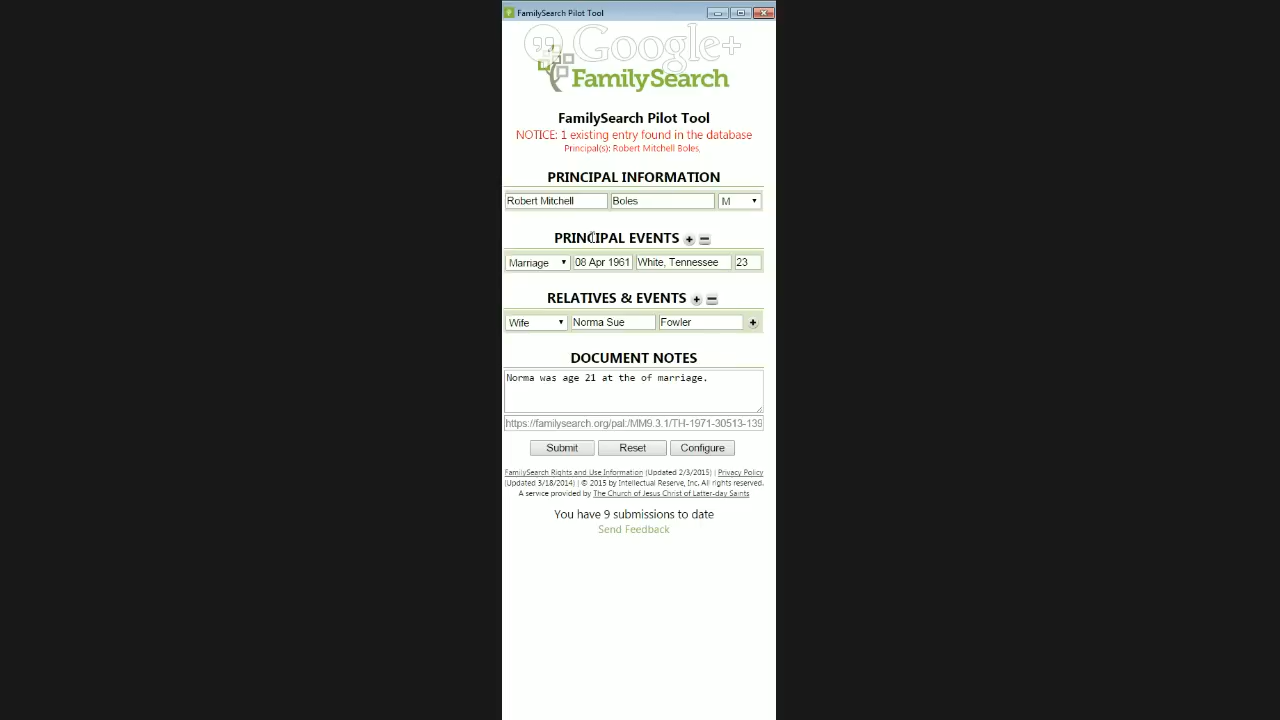 FamilySearch Pilot Tool
Google+
FamilySearch
FamilySearch Pilot Tool
NOTICE: 1 existing entry found in the database
Principal(s): Robert Mitchell Boles,
PRINCIPAL INFORMATION
Robert Mitchell Boles M
PRINCIPAL EVENTS
Marriage 08 Apr 1961 White, Tennessee 23
RELATIVES & EVENTS
Wife Norma Sue Fowler
DOCUMENT NOTES
Norma was age 21 at the of marriage.
https://familysearch.org/pal:/MM9.3.1/TH-1971-30513-139
Submit Reset Configure
FamilySearch Rights and Use Information (Updated 2/3/2015) | Privacy Policy
(Updated 3/18/2014) | © 2015 by Intellectual Reserve, Inc. All rights reserved.
A service provided by The Church of Jesus Christ of Latter-day Saints
You have 9 submissions to date
Send Feedback